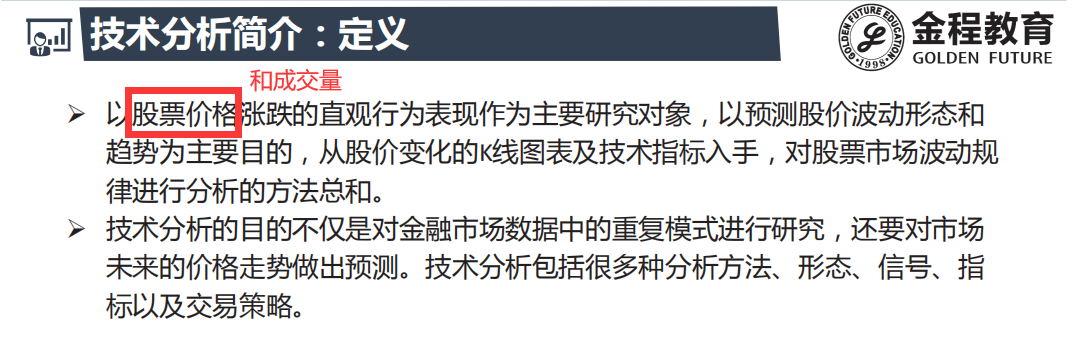 技术分析简介：定义
GOLDEN FUTURE EDUCATION
·1998·
金程教育
GOLDEN FUTURE
和成交量
➢ 以股票价格涨跌的直观行为表现作为主要研究对象，以预测股价波动形态和
趋势为主要目的，从股价变化的K线图表及技术指标入手，对股票市场波动规
律进行分析的方法总和。
➢ 技术分析的目的不仅是对金融市场数据中的重复模式进行研究，还要对市场
未来的价格走势做出预测。技术分析包括很多种分析方法、形态、信号、指
标以及交易策略。